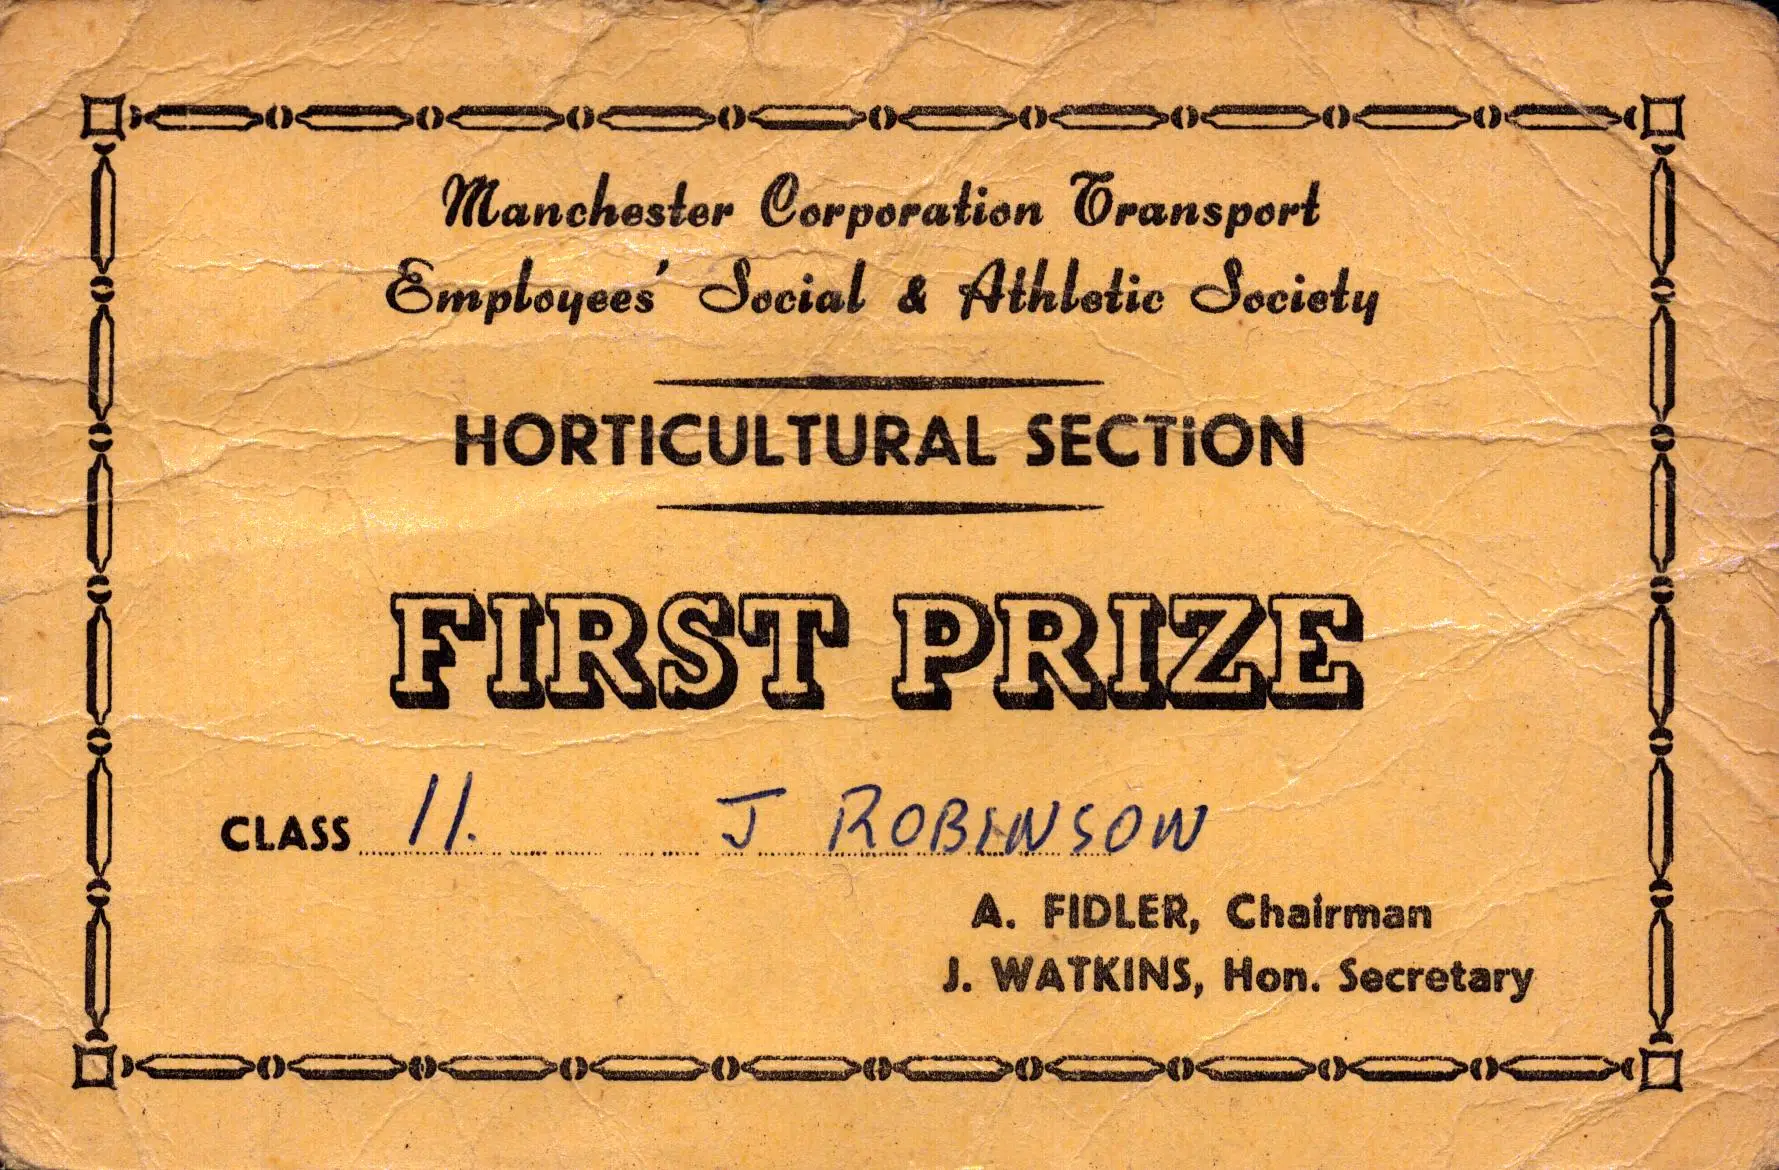 Manchester Corporation Transport
Employees' Social & Athletic Society
HORTICULTURAL SECTiON
FIRST PRIZE
CLASS 11. J ROBINSON
A. FIDLER, Chairman
J. WATKINS, Hon. Secretary